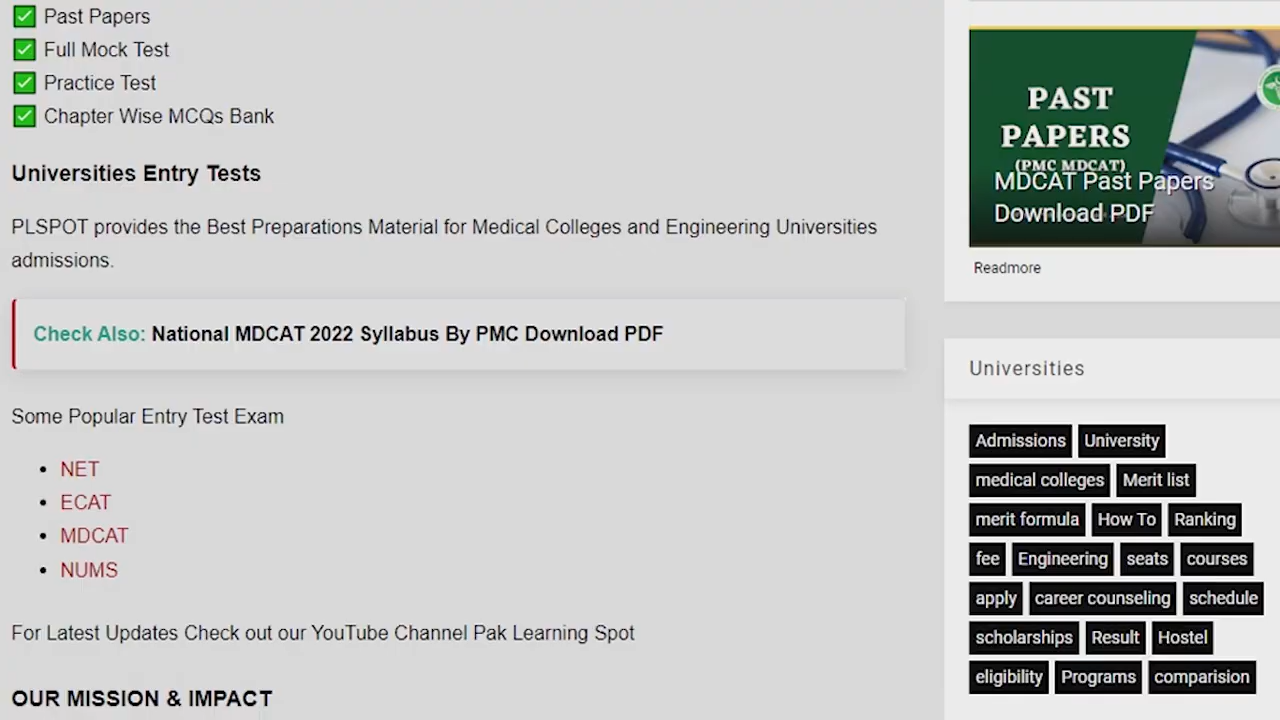 Past Papers
Full Mock Test
Practice Test
Chapter Wise MCQs Bank
Universities Entry Tests
PLSPOT provides the Best Preparations Material for Medical Colleges and Engineering Universities
admissions.
Check Also: National MDCAT 2022 Syllabus By PMC Download PDF
Some Popular Entry Test Exam
NET
ECAT
MDCAT
NUMS
For Latest Updates Check out our YouTube Channel Pak Learning Spot
OUR MISSION & IMPACT
PAST
PAPERS
(PMC MDCAT)
MDCAT Past Papers
Download PDF
Readmore
Universities
Admissions University
medical colleges Merit list
merit formula How To Ranking
fee Engineering seats courses
apply career counseling schedule
scholarships Result Hostel
eligibility Programs comparision